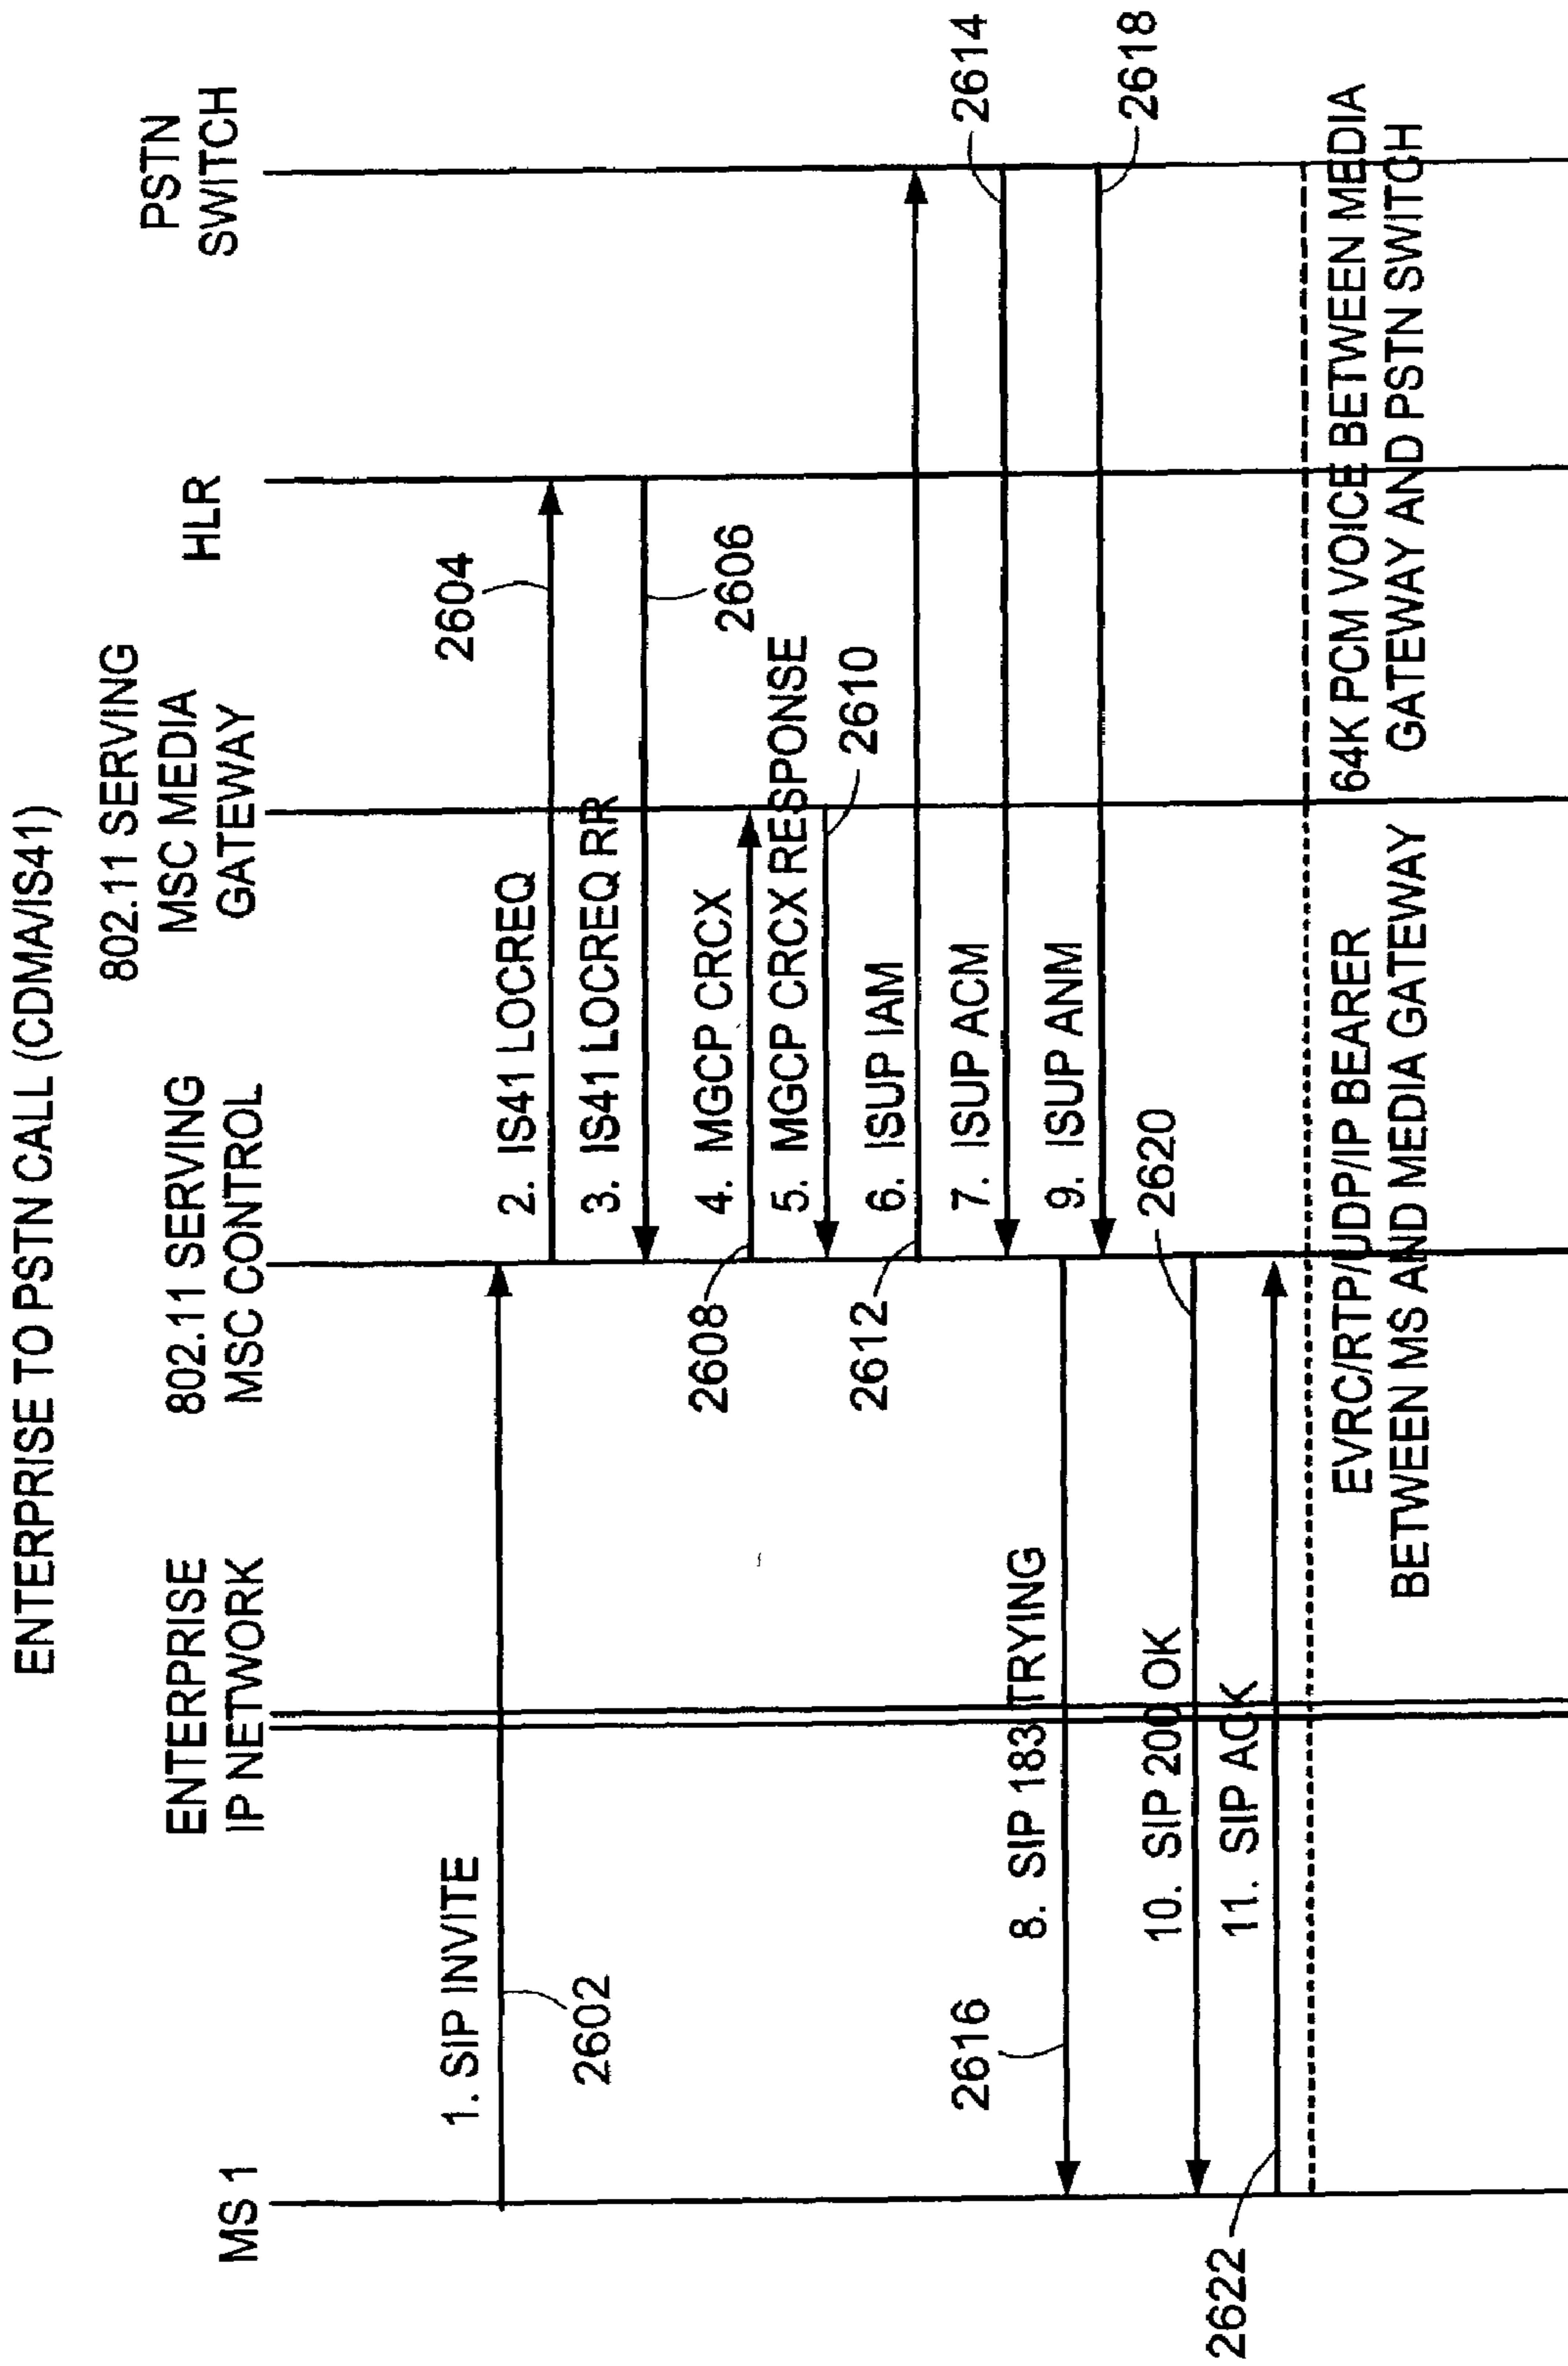 ENTERPRISE TO PSTN CALL (CDMA/IS41)
MS 1
ENTERPRISE
IP NETWORK
802.11 SERVING
MSC CONTROL
802.11 SERVING
MSC MEDIA
GATEWAY
HLR
PSTN
SWITCH
1. SIP INVITE
2602
2. IS41 LOCREQ
2604
3. IS41 LOCREQ RR
2606
4. MGCP CRCX
2608
5. MGCP CRCX RESPONSE
2610
6. ISUP IAM
2612
7. ISUP ACM
2614
8. SIP 183 TRYING
2616
9. ISUP ANM
2618
10. SIP 200 OK
2620
11. SIP ACK
2622
EVRC/RTP/UDP/IP BEARER
BETWEEN MS AND MEDIA GATEWAY
64K PCM VOICE BETWEEN MEDIA
GATEWAY AND PSTN SWITCH